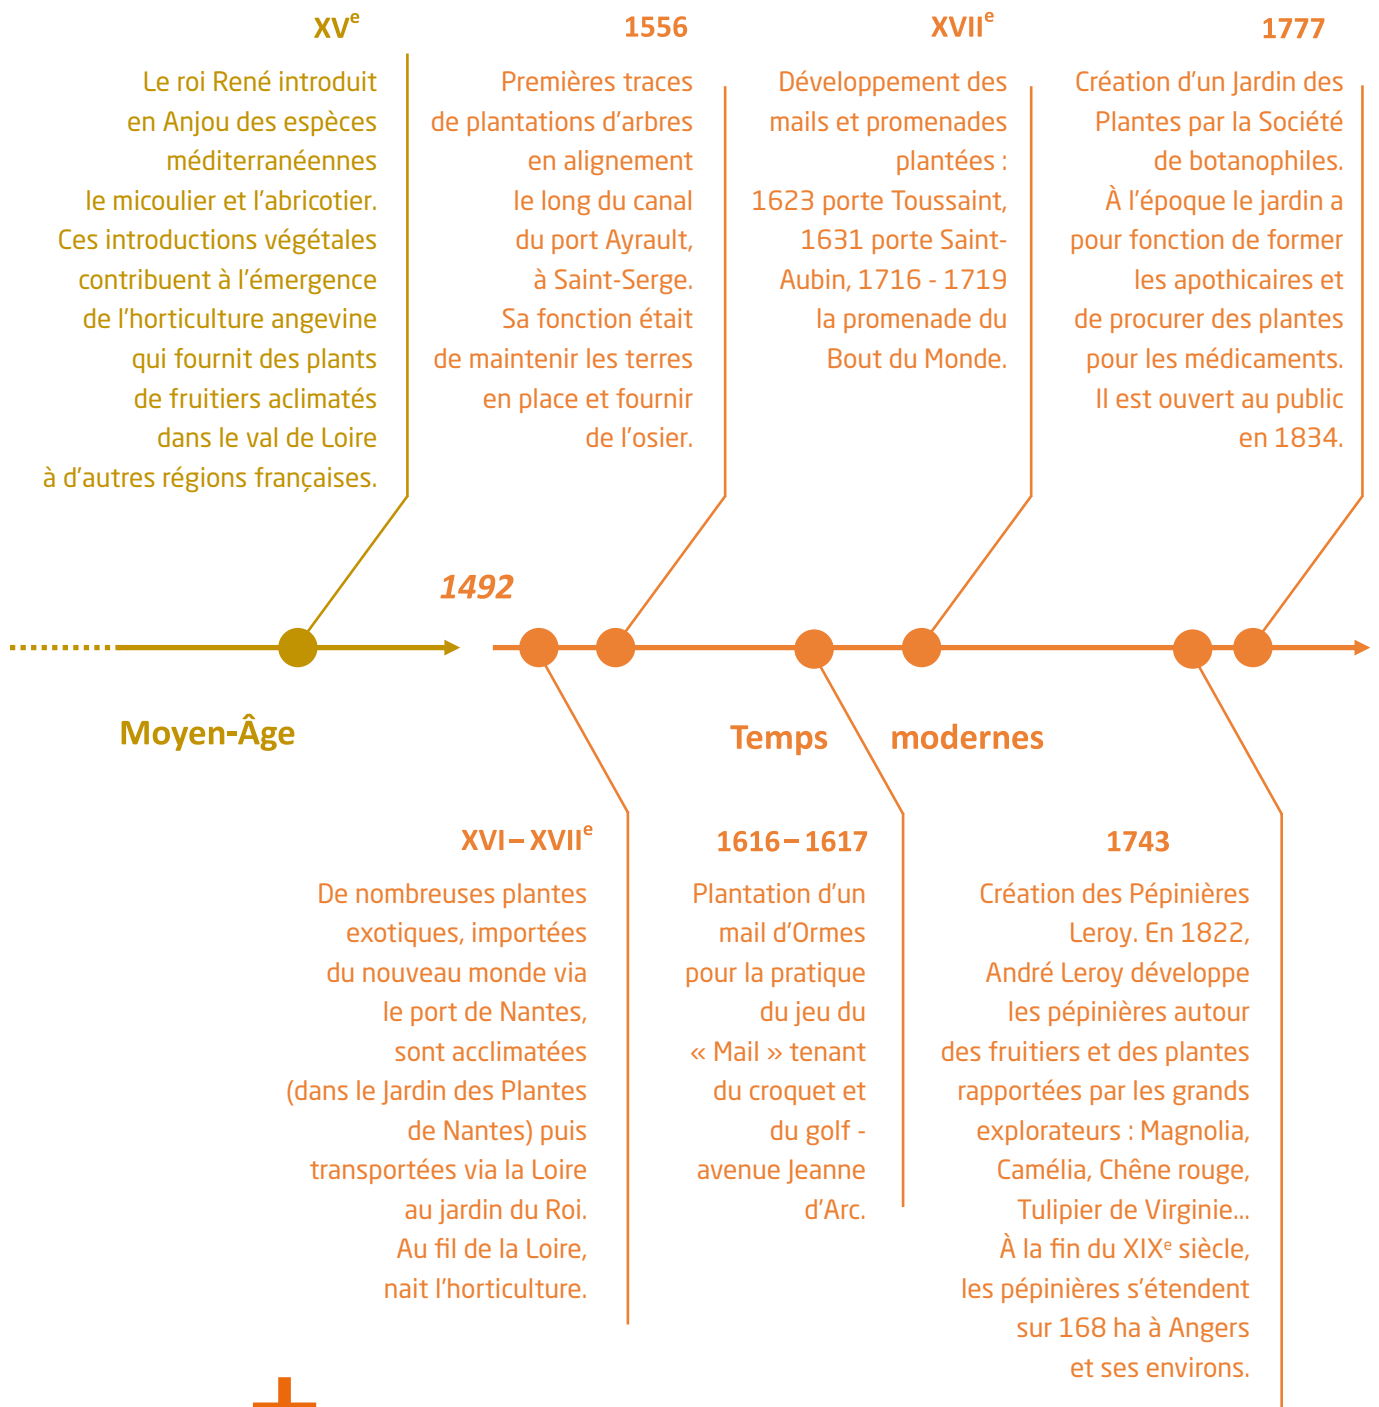 XVe
Le roi René introduit
en Anjou des espèces
méditerranéennes
le micoulier et l'abricotier.
Ces introductions végétales
contribuent à l'émergence
de l'horticulture angevine
qui fournit des plants
de fruitiers aclimatés
dans le val de Loire
à d'autres régions françaises.
1556
Premières traces
de plantations d'arbres
en alignement
le long du canal
du port Ayrault,
à Saint-Serge.
Sa fonction était
de maintenir les terres
en place et fournir
de l'osier.
XVIIe
Développement des
mails et promenades
plantées :
1623 porte Toussaint,
1631 porte Saint-
Aubin, 1716 - 1719
la promenade du
Bout du Monde.
1777
Création d'un Jardin des
Plantes par la Société
de botanophiles.
À l'époque le jardin a
pour fonction de former
les apothicaires et
de procurer des plantes
pour les médicaments.
Il est ouvert au public
en 1834.
1492
Moyen-Âge
Temps modernes
XVI – XVIIe
De nombreuses plantes
exotiques, importées
du nouveau monde via
le port de Nantes,
sont acclimatées
(dans le Jardin des Plantes
de Nantes) puis
transportées via la Loire
au jardin du Roi.
Au fil de la Loire,
nait l'horticulture.
1616 – 1617
Plantation d'un
mail d'Ormes
pour la pratique
du jeu du
« Mail » tenant
du croquet et
du golf -
avenue Jeanne
d'Arc.
1743
Création des Pépinières
Leroy. En 1822,
André Leroy développe
les pépinières autour
des fruitiers et des plantes
rapportées par les grands
explorateurs : Magnolia,
Camélia, Chêne rouge,
Tulipier de Virginie...
À la fin du XIXe siècle,
les pépinières s'étendent
sur 168 ha à Angers
et ses environs.